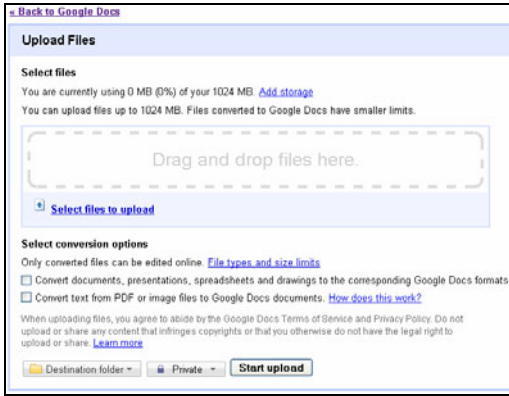 « Back to Google Docs
Upload Files
Select files
You are currently using 0 MB (0%) of your 1024 MB. Add storage
You can upload files up to 1024 MB. Files converted to Google Docs have smaller limits.
Drag and drop files here.
Select files to upload
Select conversion options
Only converted files can be edited online. File types and size limits
Convert documents, presentations, spreadsheets and drawings to the corresponding Google Docs formats
Convert text from PDF or image files to Google Docs documents. How does this work?
When uploading files, you agree to abide by the Google Docs Terms of Service and Privacy Policy. Do not
upload or share any content that infringes copyrights or that you otherwise do not have the legal right to
upload or share. Learn more
Destination folder Private Start upload